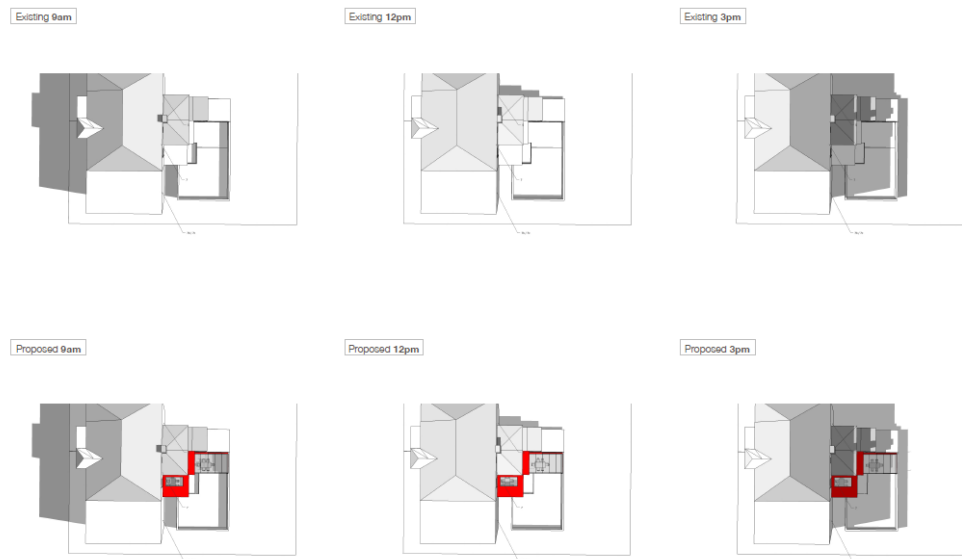 Existing 9am
Existing 12pm
Existing 3pm
Proposed 9am
Proposed 12pm
Proposed 3pm